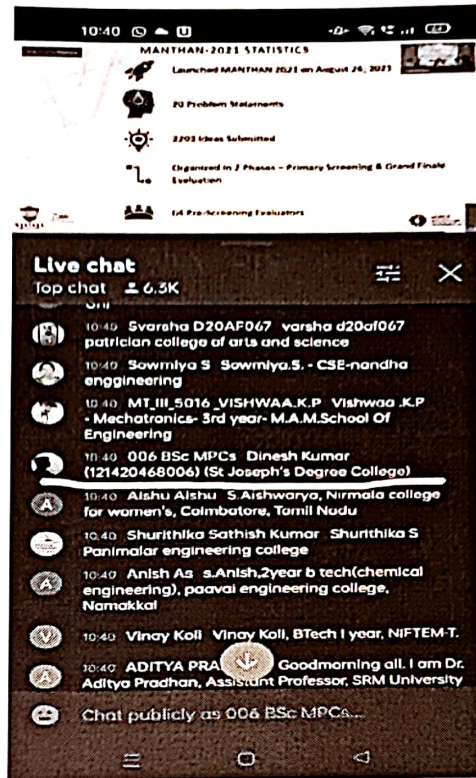 10:40
MANTHAN-2021 STATISTICS
Launched MANTHAN 2021 on August 26, 2021
20 Problem Statements
Ideas Submitted
Organized in 2 Phases – Primary Screening & Grand Finale
Evaluation
64 Pre-Screening Evaluators
Live chat
Top chat 6.3K
Uni
10:40 Svarsha D20AF067 varsha d20af067
patrician college of arts and science
10:40 Sowmiya S Sowmiya.S. - CSE-nandha
enggineering
10:40 MT_III_5016_VISHWAA.K.P Vishwaa .K.P
- Mechatronics- 3rd year- M.A.M.School Of
Engineering
10:40 006 BSc MPCs Dinesh Kumar
(121420468006) (St Joseph's Degree College)
10:40 Aishu Aishu S.Aishwarya, Nirmala college
for women's, Coimbatore, Tamil Nadu
10:40 Shurithika Sathish Kumar Shurithika S
Panimalar engineering college
10:40 Anish As s.Anish,2year b tech(chemical
engineering), paavai engineering college,
Namakkal
10:40 Vinay Koli Vinay Koli, BTech I year, NIFTEM-T.
10:40 ADITYA PRA Goodmorning all. I am Dr.
Aditya Pradhan, Assistant Professor, SRM University
Chat publicly as 006 BSc MPCs...